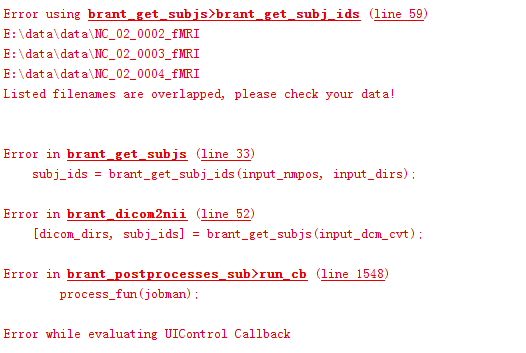 Error using brant_get_subjs>brant_get_subj_ids (line 59)
E:\data\data\NC_02_0002_fMRI
E:\data\data\NC_02_0003_fMRI
E:\data\data\NC_02_0004_fMRI
Listed filenames are overlapped, please check your data!
Error in brant_get_subjs (line 33)
subj_ids = brant_get_subj_ids(input_nmpos, input_dirs);
Error in brant_dicom2nii (line 52)
[dicom_dirs, subj_ids] = brant_get_subjs(input_dcm_cvt);
Error in brant_postprocesses_sub>run_cb (line 1548)
process_fun(jobman);
Error while evaluating UIControl Callback